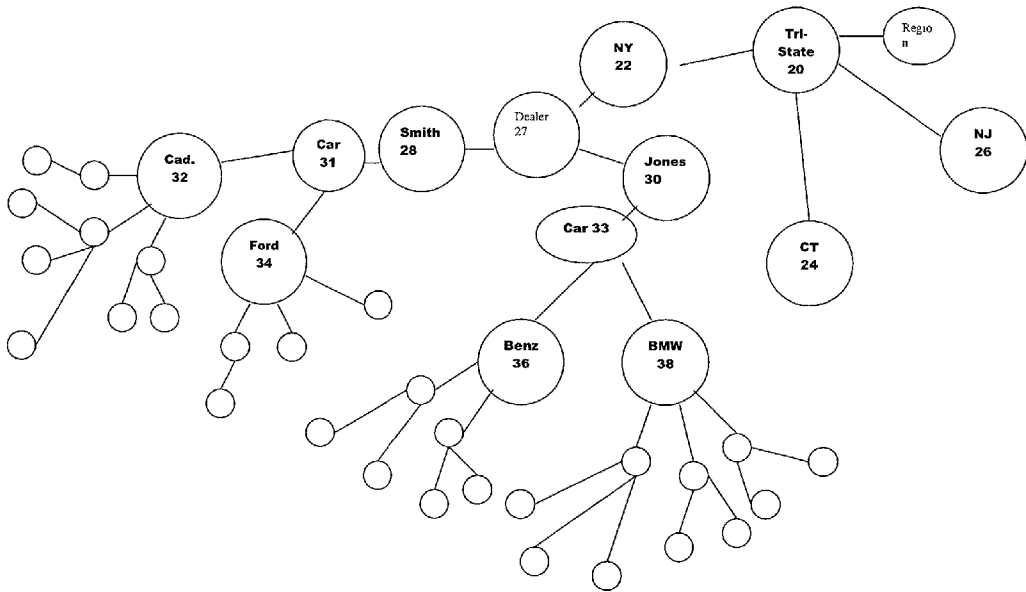 Regio
n
Tri-
State
20
NY
22
Dealer
27
Smith
28
Car
31
Cad.
32
NJ
26
Jones
30
Car 33
Ford
34
CT
24
Benz
36
BMW
38